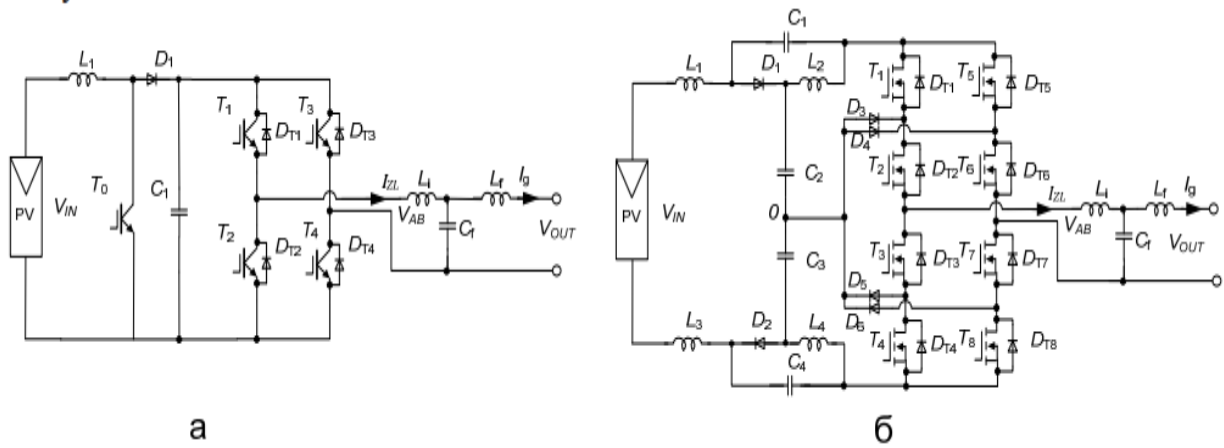 L1 D1
T1 T3
DT1 DT3
PV VIN T0 C1
IZL Li Lf Ig
VAB Cf VOUT
T2 T4
DT2 DT4
а
C1
L1 D1 L2
T1 DT1 T5 DT5
D3
D4
T2 DT2 T6 DT6
C2
PV VIN 0
IZL Li Lf Ig
VAB Cf VOUT
C3
T3 DT3 T7 DT7
D5
D6
L3 D2 L4
T4 DT4 T8 DT8
C4
б